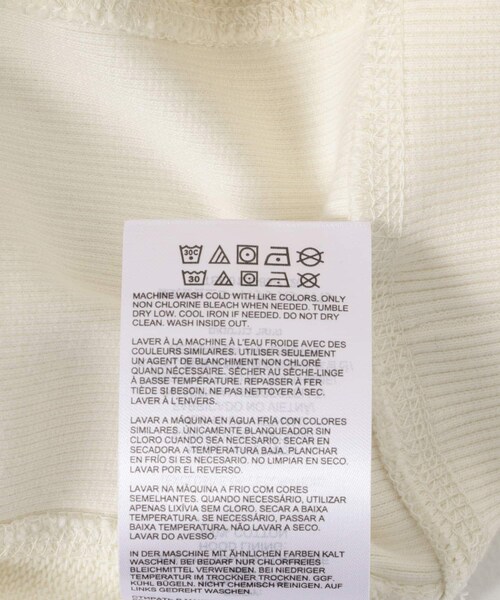 30C
30
MACHINE WASH COLD WITH LIKE COLORS. ONLY
NON CHLORINE BLEACH WHEN NEEDED. TUMBLE
DRY LOW. COOL IRON IF NEEDED. DO NOT DRY
CLEAN. WASH INSIDE OUT.
LAVER À LA MACHINE À L'EAU FROIDE AVEC DES
COULEURS SIMILAIRES. UTILISER SEULEMENT
UN AGENT DE BLANCHIMENT NON CHLORÉ
QUAND NÉCESSAIRE. SÉCHER AU SÈCHE-LINGE
À BASSE TEMPÉRATURE. REPASSER À FER
TIÈDE SI BESOIN. NE PAS NETTOYER À SEC.
LAVER À L'ENVERS.
LAVAR A MÁQUINA EN AGUA FRÍA CON COLORES
SIMILARES. ÚNICAMENTE BLANQUEADOR SIN
CLORO CUANDO SEA NECESARIO. SECAR EN
SECADORA A TEMPERATURA BAJA. PLANCHAR
EN FRÍO SI ES NECESARIO. NO LIMPIAR EN SECO.
LAVAR POR EL REVERSO.
LAVAR NA MÁQUINA A FRIO COM CORES
SEMELHANTES. QUANDO NECESSÁRIO, UTILIZAR
APENAS LIXÍVIA SEM CLORO. SECAR A BAIXA
TEMPERATURA. SE NECESSÁRIO, PASSAR A
BAIXA TEMPERATURA. NÃO LAVAR A SECO.
LAVAR DO AVESSO.
IN DER MASCHINE MIT ÄHNLICHEN FARBEN KALT
WASCHEN. BEI BEDARF NUR CHLORFREIES
BLEICHMITTEL VERWENDEN. BEI NIEDRIGER
TEMPERATUR IM TROCKNER TROCKNEN. GGF.
KÜHL BÜGELN. NICHT CHEMISCH REINIGEN. AUF
LINKS GEDREHT WASCHEN.